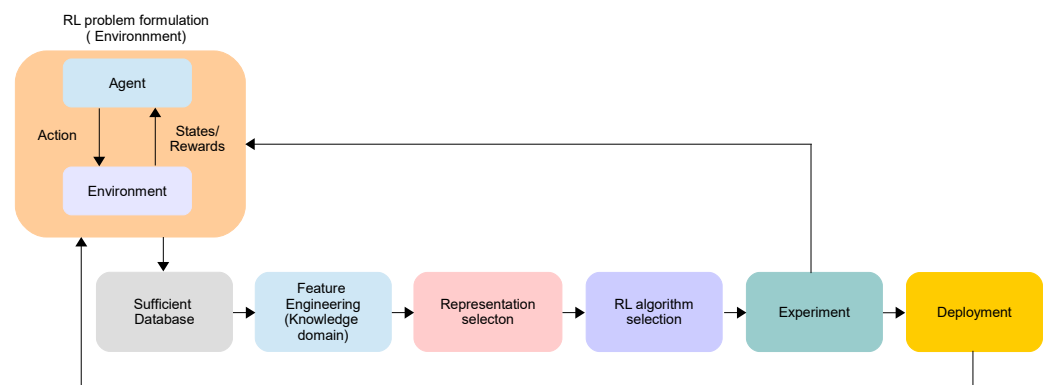 RL problem formulation
( Environnment)
Agent
Action
States/
Rewards
Environment
Sufficient
Database
Feature
Engineering
(Knowledge
domain)
Representation
selecton
RL algorithm
selection
Experiment
Deployment